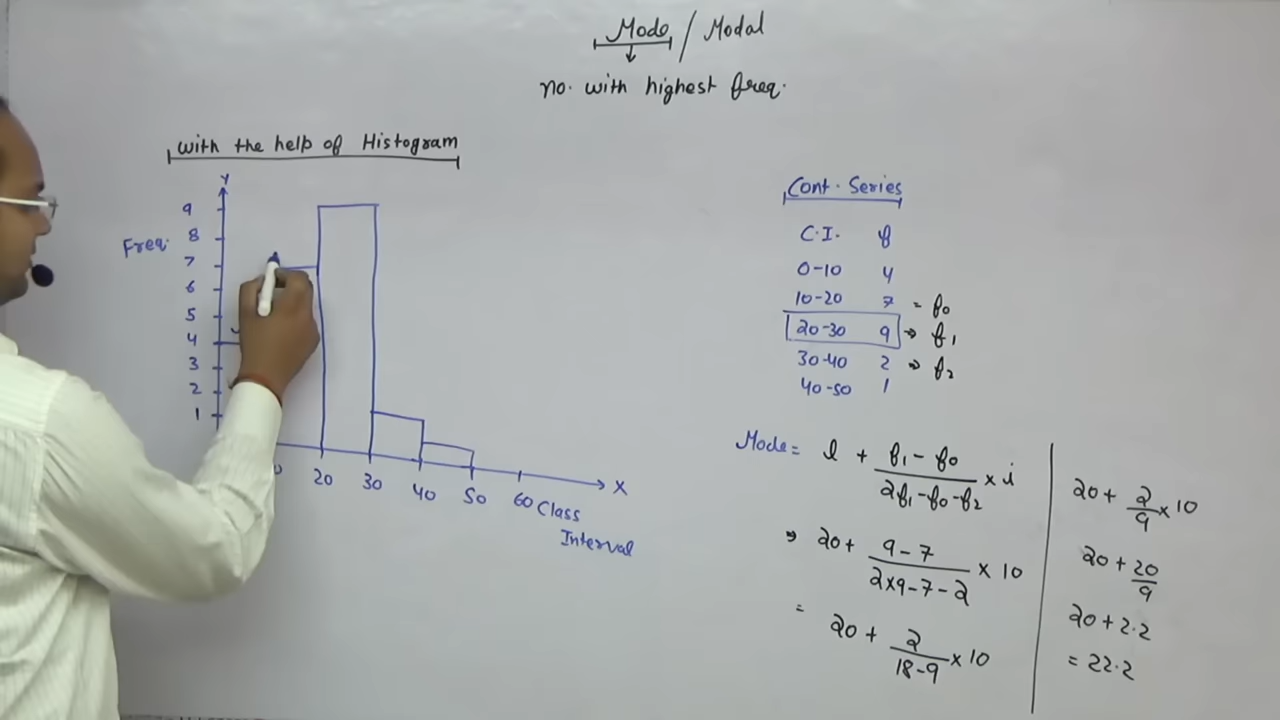 Mode / Modal
no. with highest freq.
with the help of Histogram
Y
9
8
Freq.
7
6
5
4
3
2
1
20 30 40 50 60 X
Class
Interval
Cont. Series
C.I. f
0-10 4
10-20 7 = f0
20-30 9 → f1
30-40 2 → f2
40-50 1
Mode = l + f1 - f0 / 2f1 - f0 - f2 × i
⇒ 20 + 9 - 7 / 2×9 - 7 - 2 × 10
= 20 + 2 / 18 - 9 × 10
20 + 2/9 × 10
20 + 20/9
20 + 2.2
= 22.2